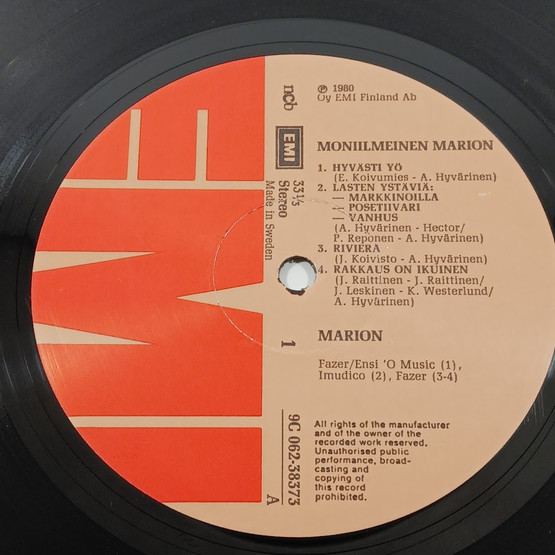 ℗ 1980
Oy EMI Finland Ab
ncb
EMI
33 1/3
Stereo
Made in Sweden
MONIILMEINEN MARION
1. HYVÄSTI YÖ
(E. Koivumies - A. Hyvärinen)
2. LASTEN YSTÄVIÄ:
— MARKKINOILLA
— POSETIIVARI
— VANHUS
(A. Hyvärinen - Hector/
P. Reponen - A. Hyvärinen)
3. RIVIERA
(J. Koivisto - A. Hyvärinen)
4. RAKKAUS ON IKUINEN
(J. Raittinen - J. Raittinen/
J. Leskinen - K. Westerlund/
A. Hyvärinen)
MARION
1
Fazer/Ensi 'O Music (1),
Imudico (2), Fazer (3-4)
9C 062-38373
A
All rights of the manufacturer
and of the owner of the
recorded work reserved.
Unauthorised public
performance, broad-
casting and
copying of
this record
prohibited.
EMI